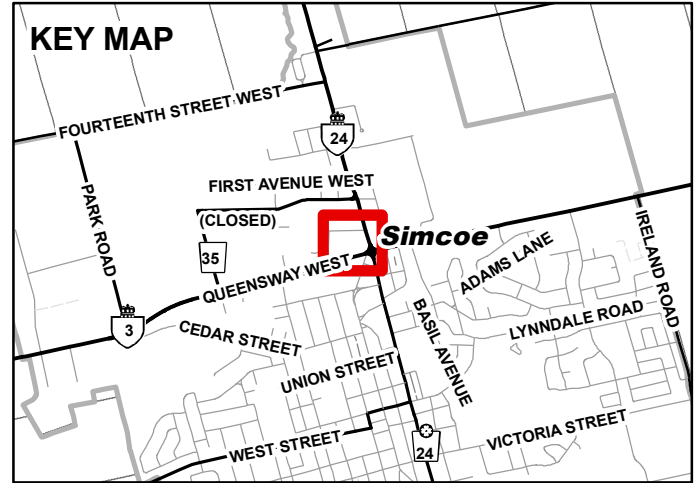 KEY MAP
FOURTEENTH STREET WEST
24
FIRST AVENUE WEST
PARK ROAD
(CLOSED)
Simcoe
35
QUEENSWAY WEST
ADAMS LANE
IRELAND ROAD
3
BASIL AVENUE
LYNNDALE ROAD
CEDAR STREET
UNION STREET
WEST STREET
24
VICTORIA STREET